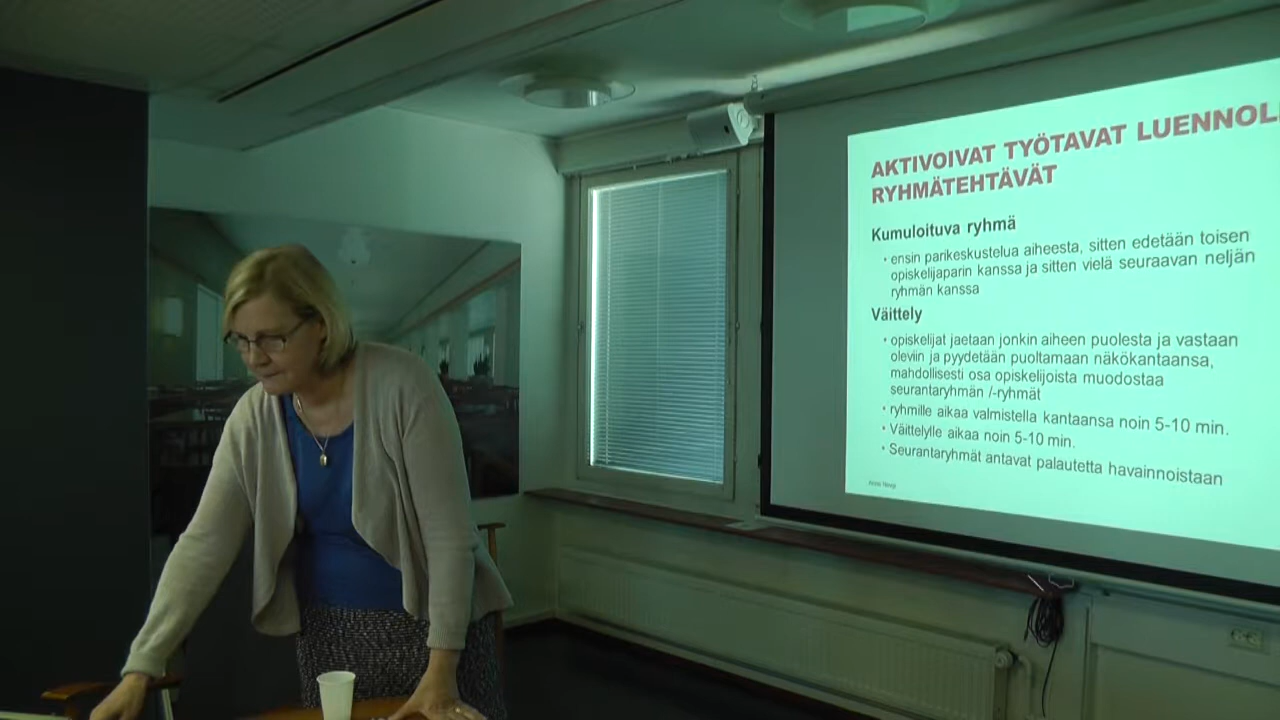 AKTIVOIVAT TYÖTAVAT
RYHMÄTEHTÄVÄT
Kumuloituva ryhmä
• ensin parikeskustelua aiheesta, sitten edetään toisen
opiskelijaparin kanssa ja sitten vielä seuraavan neljän
ryhmän kanssa
Väittely
• opiskelijat jaetaan jonkin aiheen puolesta ja vastaan
oleviin ja pyydetään puoltamaan näkökantaansa,
mahdollisesti osa opiskelijoista muodostaa
seurantaryhmän /-ryhmät
• ryhmille aikaa valmistella kantaansa noin 5-10 min.
• Väittelylle aikaa noin 5-10 min.
• Seurantaryhmät antavat palautetta havainnoistaan